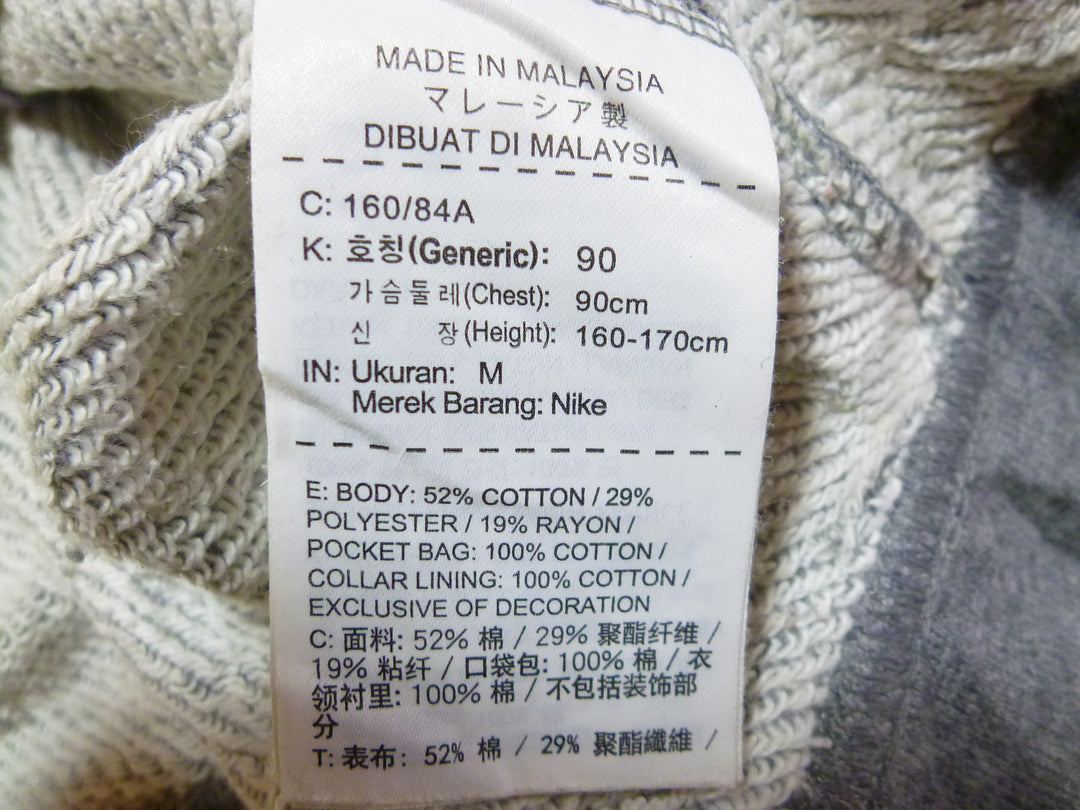 MADE IN MALAYSIA
マレーシア製
DIBUAT DI MALAYSIA
C: 160/84A
K: 호칭(Generic): 90
가슴둘레(Chest): 90cm
신 장(Height): 160-170cm
IN: Ukuran: M
Merek Barang: Nike
E: BODY: 52% COTTON / 29%
POLYESTER / 19% RAYON /
POCKET BAG: 100% COTTON /
COLLAR LINING: 100% COTTON /
EXCLUSIVE OF DECORATION
C: 面料: 52% 棉 / 29% 聚酯纤维 /
19% 粘纤 / 口袋包: 100% 棉 / 衣
领衬里: 100% 棉 / 不包括装饰部
分
T: 表布: 52% 棉 / 29% 聚酯纖維 /